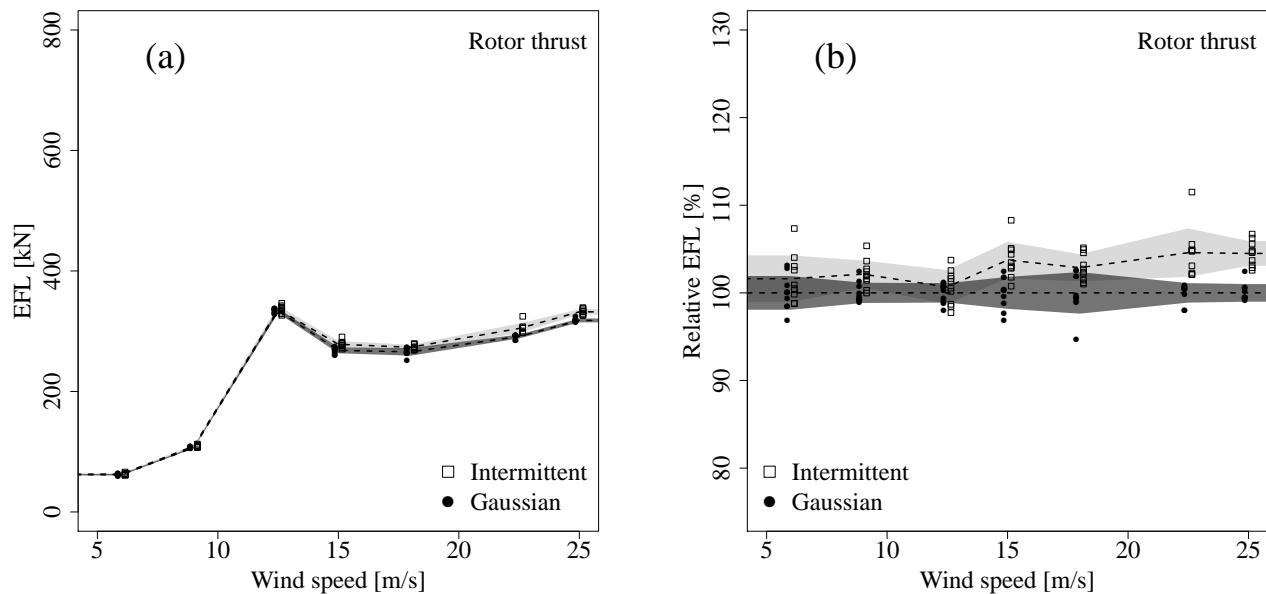 (a)
Rotor thrust
EFL [kN]
800
600
400
200
0
Intermittent
Gaussian
5 10 15 20 25
Wind speed [m/s]
(b)
Rotor thrust
Relative EFL [%]
130
120
110
100
90
80
Intermittent
Gaussian
5 10 15 20 25
Wind speed [m/s]